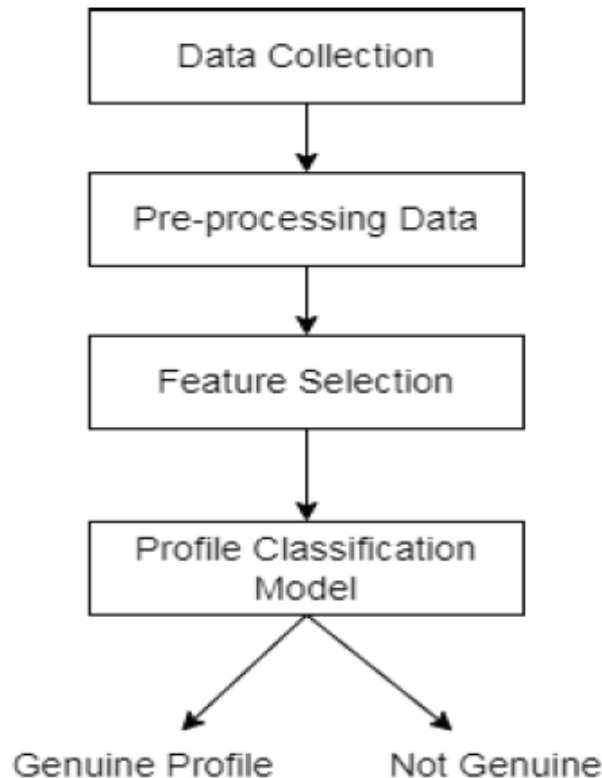 Data Collection
Pre-processing Data
Feature Selection
Profile Classification
Model
Genuine Profile
Not Genuine